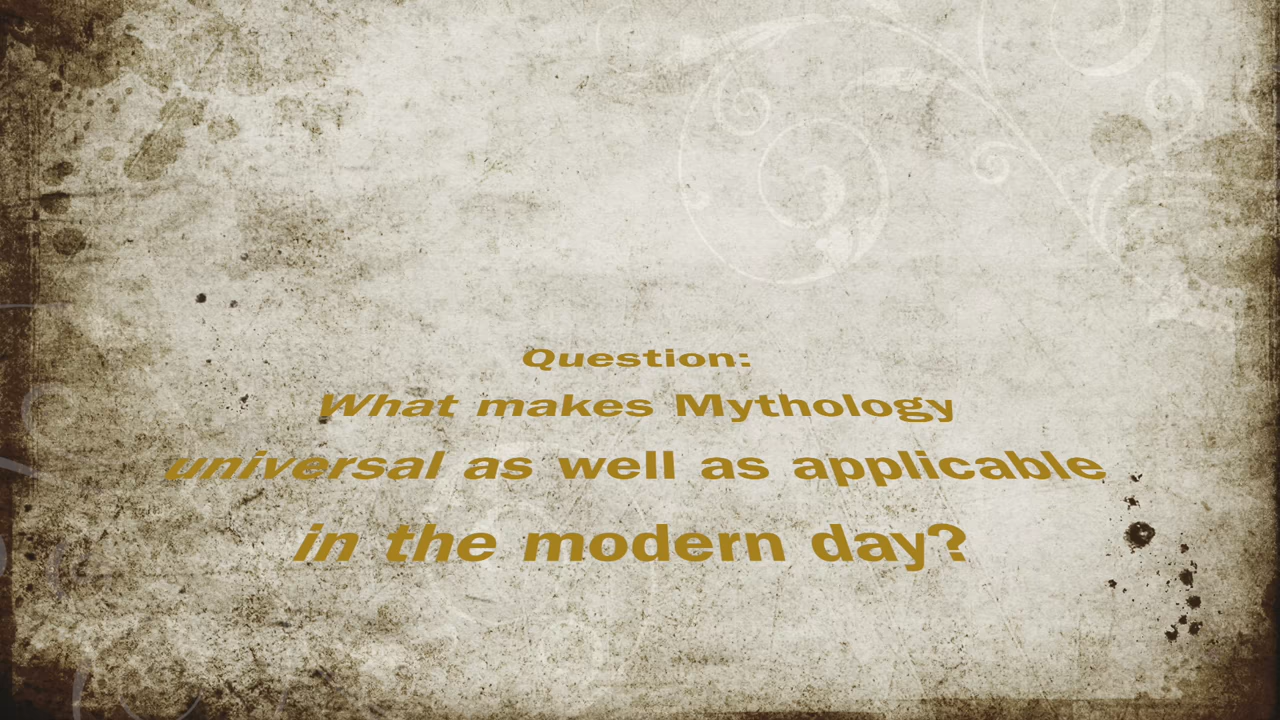 Question:
What makes Mythology
universal as well as applicable
in the modern day?